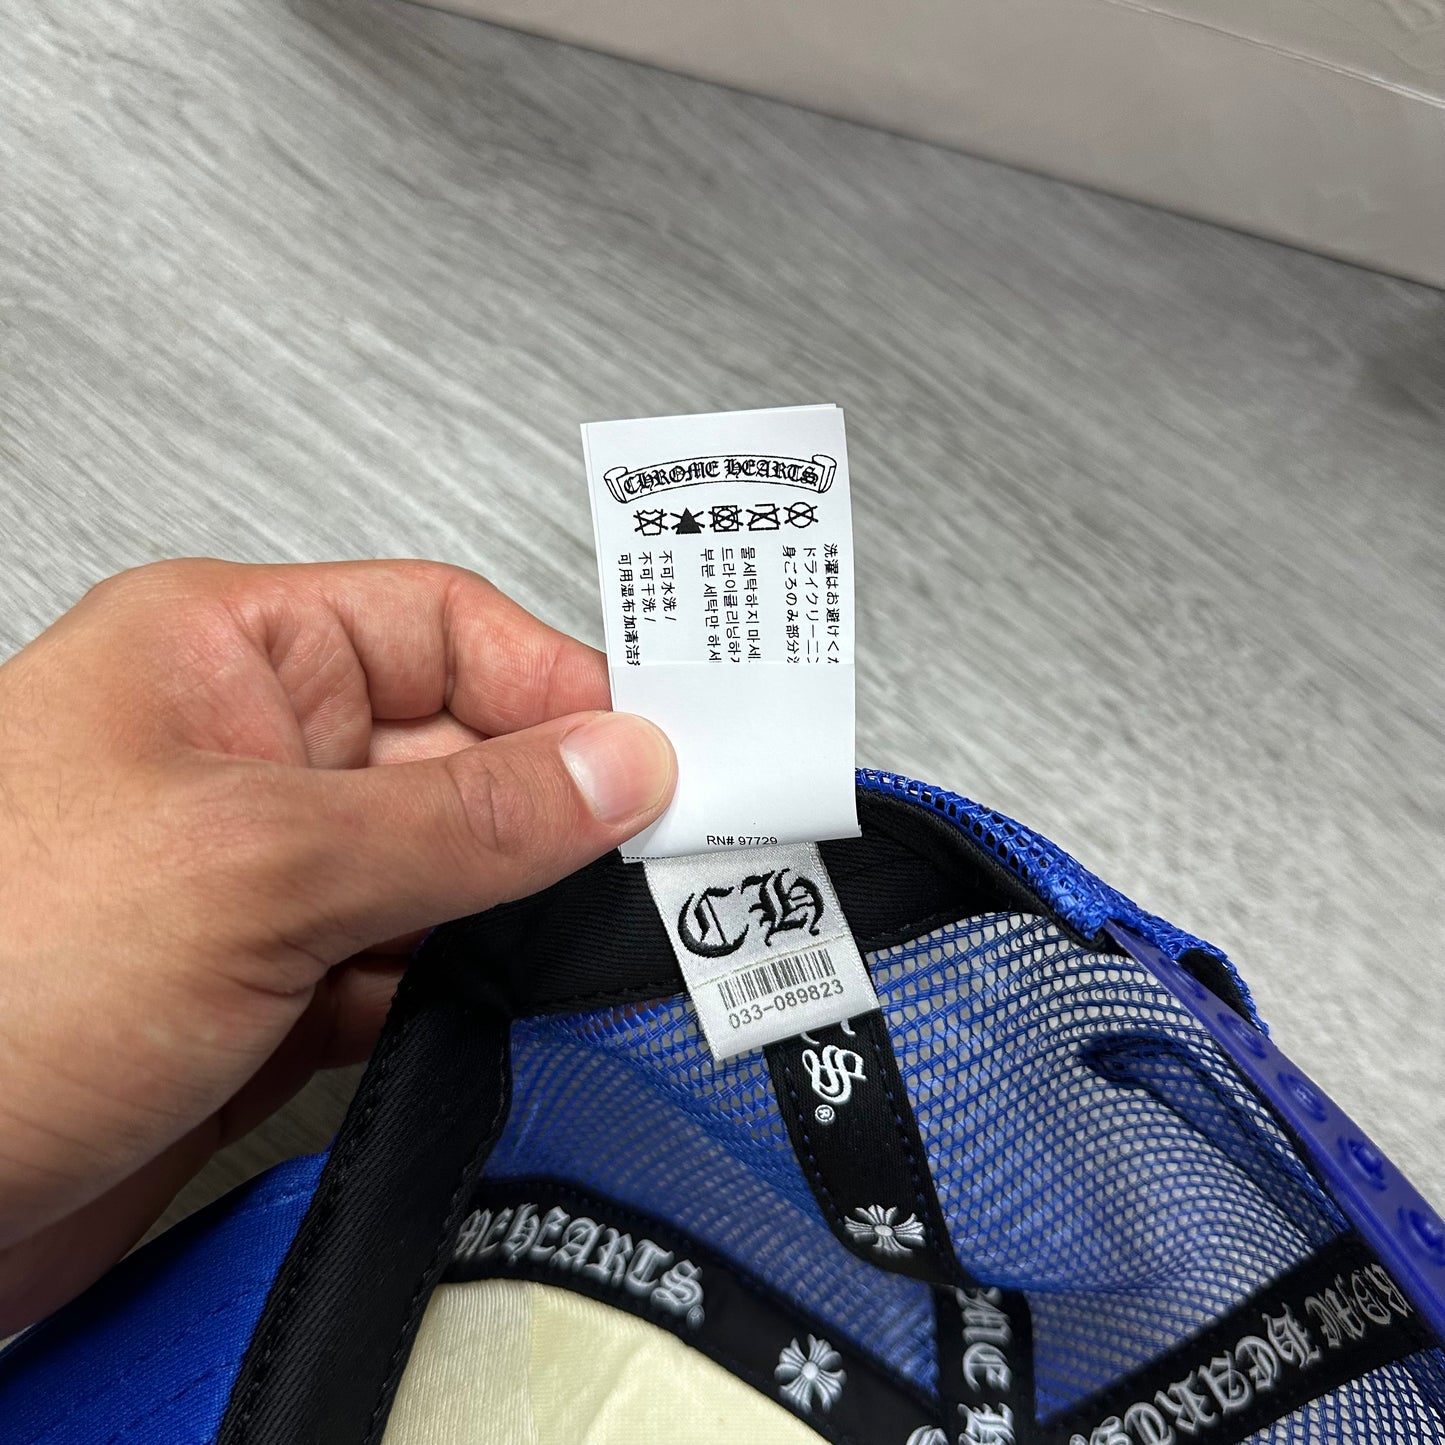 CHROME HEARTS
洗濯はお避けくだ
ドライクリーニン
身ごろのみ部分
물세탁하지 마세
드라이클리닝하
부분 세탁만 하세
不可水洗 /
不可干洗 /
可用湿布加清洁
RN# 97729
CH
033-089823
S®
HEARTS®
CHROME HEARTS